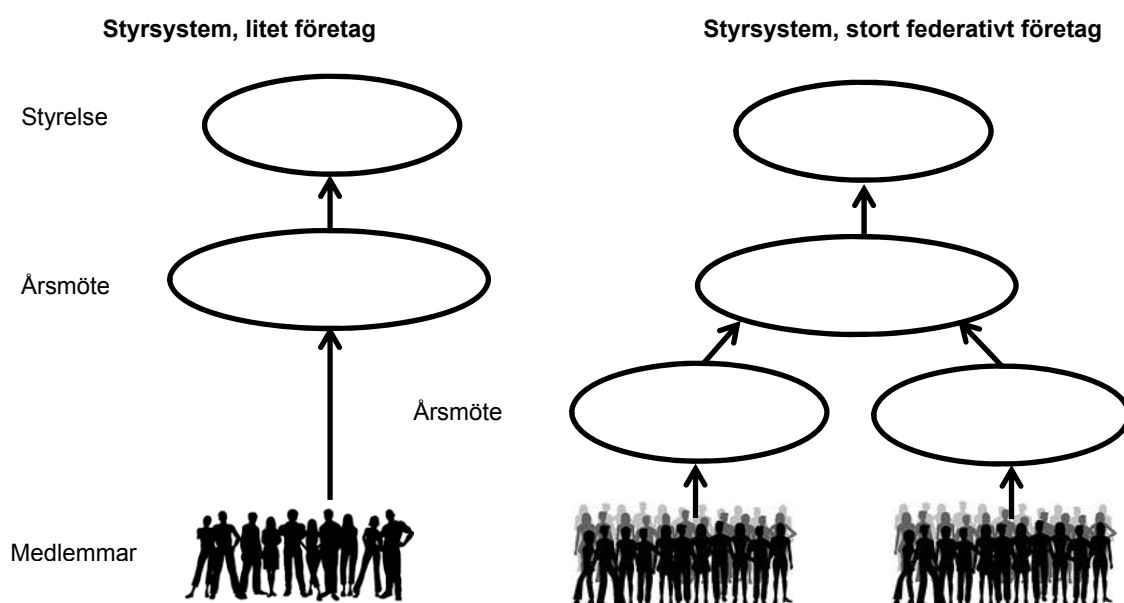 Styrsystem, litet företag
Styrsystem, stort federativt företag
Styrelse
Årsmöte
Årsmöte
Medlemmar